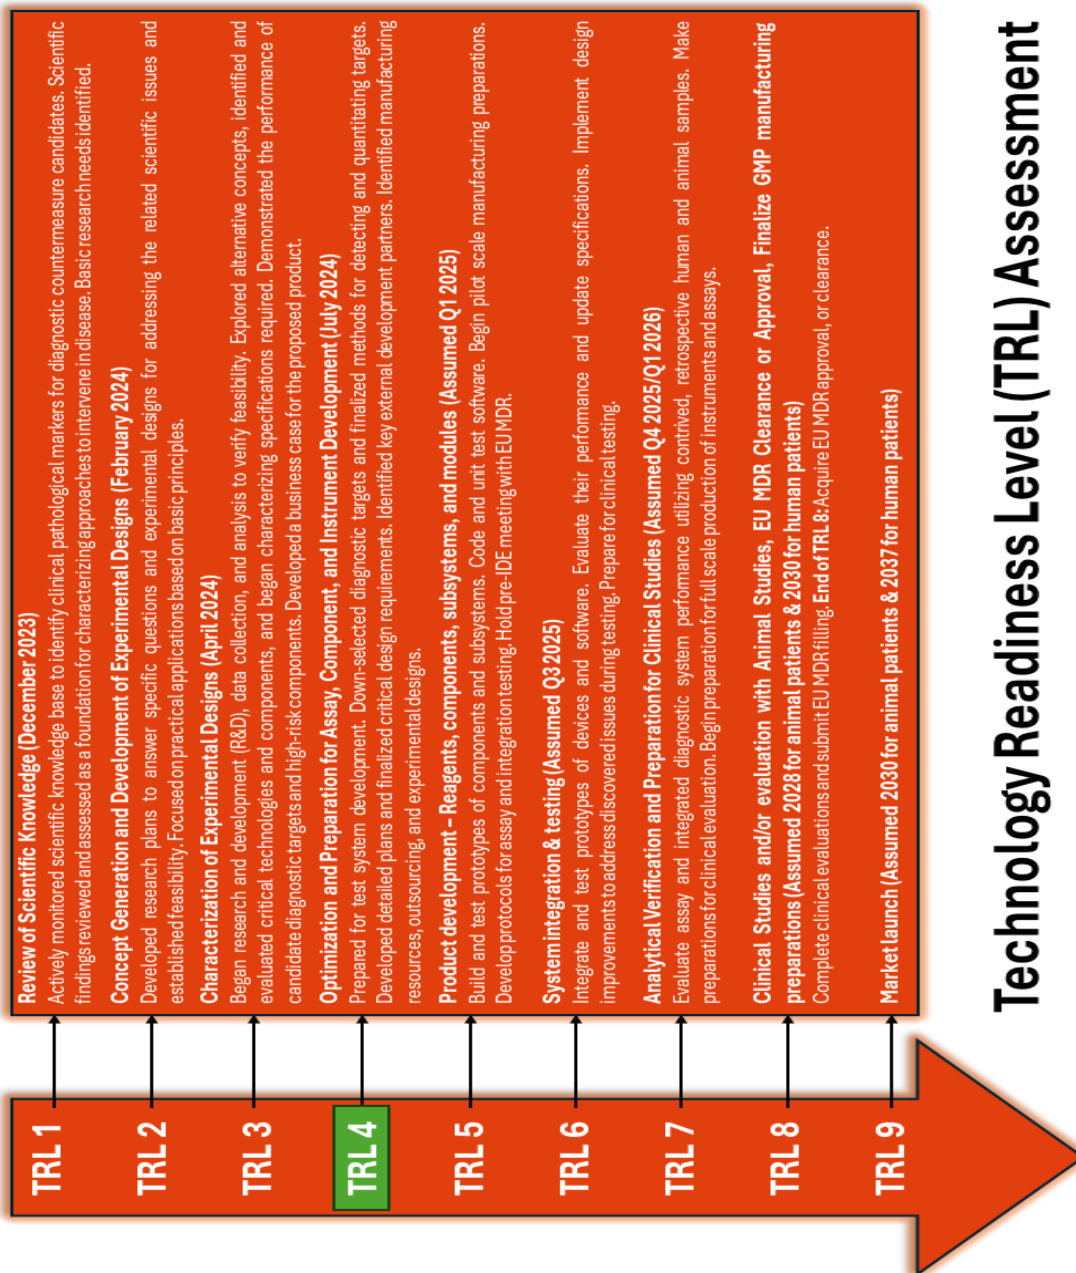 TRL 1
Review of Scientific Knowledge (December 2023)
Actively monitored scientific knowledge base to identify clinical pathological markers for diagnostic countermeasure candidates. Scientific
findings reviewed and assessed as a foundation for characterizing approaches to intervene in disease. Basic research needs identified.
TRL 2
Concept Generation and Development of Experimental Designs (February 2024)
Developed research plans to answer specific questions and experimental designs for addressing the related scientific issues and
established feasibility. Focused on practical applications based on basic principles.
TRL 3
Characterization of Experimental Designs (April 2024)
Began research and development (R&D), data collection, and analysis to verify feasibility. Explored alternative concepts, identified and
evaluated critical technologies and components, and began characterizing specifications required. Demonstrated the performance of
candidate diagnostic targets and high-risk components. Developed a business case for the proposed product.
TRL 4
Optimization and Preparation for Assay, Component, and Instrument Development (July 2024)
Prepared for test system development. Down-selected diagnostic targets and finalized methods for detecting and quantitating targets.
Developed detailed plans and finalized critical design requirements. Identified key external development partners. Identified manufacturing
resources, outsourcing, and experimental designs.
TRL 5
Product development – Reagents, components, subsystems, and modules (Assumed Q1 2025)
Build and test prototypes of components and subsystems. Code and unit test software. Begin pilot scale manufacturing preparations.
Develop protocols for assay and integration testing. Hold pre-IDE meeting with EU MDR.
TRL 6
System integration & testing (Assumed Q3 2025)
Integrate and test prototypes of devices and software. Evaluate their performance and update specifications. Implement design
improvements to address discovered issues during testing. Prepare for clinical testing.
TRL 7
Analytical Verification and Preparation for Clinical Studies (Assumed Q4 2025/Q1 2026)
Evaluate assay and integrated diagnostic system perfomance utilizing contrived, retrospective human and animal samples. Make
preparations for clinical evaluation. Begin preparation for full scale production of instruments and assays.
TRL 8
Clinical Studies and/or evaluation with Animal Studies, EU MDR Clearance or Approval, Finalize GMP manufacturing
preparations (Assumed 2028 for animal patients & 2030 for human patients)
Complete clinical evaluations and submit EU MDR filling. End of TRL 8: Acquire EU MDR approval, or clearance.
TRL 9
Market launch (Assumed 2030 for animal patients & 2037 for human patients)
Technology Readiness Level (TRL) Assessment